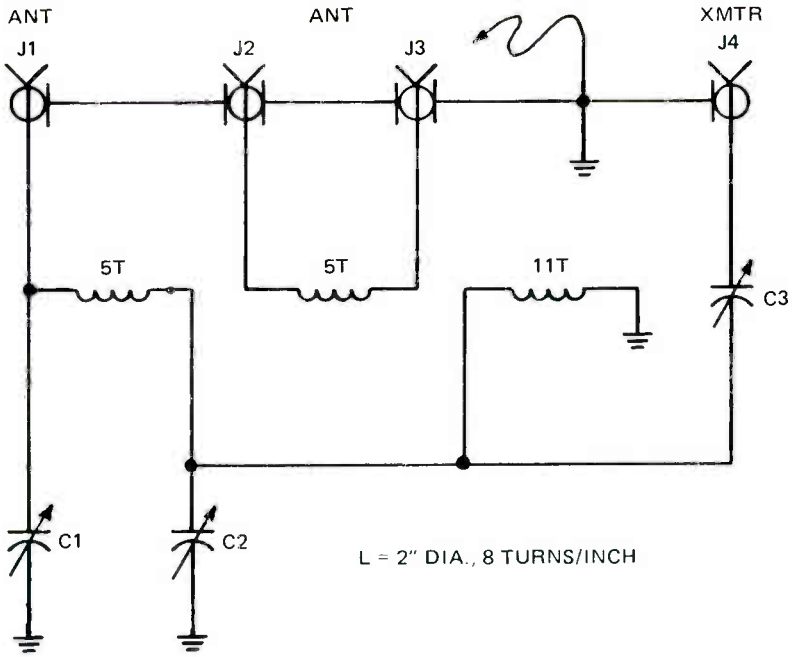 ANT
J1
ANT
J2
J3
XMTR
J4
5T
5T
11T
C3
C1
C2
L = 2" DIA., 8 TURNS/INCH